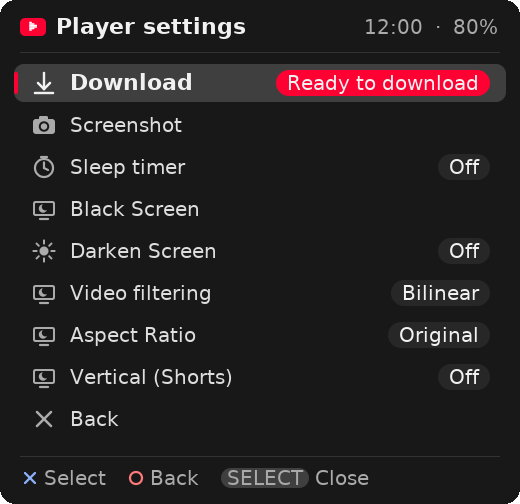 Player settings 12:00 · 80%
Download Ready to download
Screenshot
Sleep timer Off
Black Screen
Darken Screen Off
Video filtering Bilinear
Aspect Ratio Original
Vertical (Shorts) Off
Back
Select Back SELECT Close